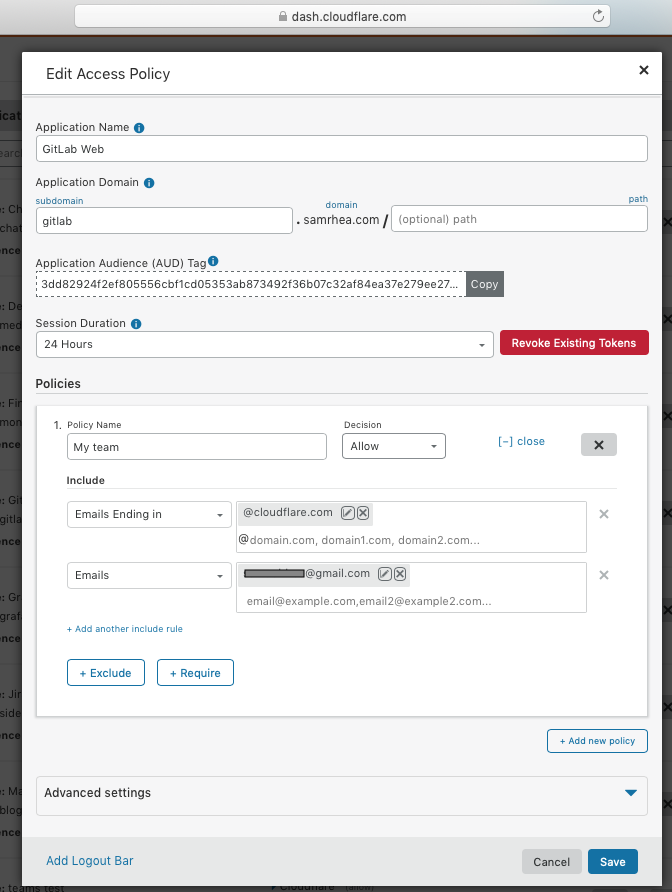 dash.cloudflare.com
Edit Access Policy
Application Name
GitLab Web
Application Domain
subdomain
domain
path
gitlab
. samrhea.com / (optional) path
Application Audience (AUD) Tag
3dd82924f2ef805556cbf1cd05353ab873492f36b07c32af84ea37e279ee27... Copy
Session Duration
24 Hours
Revoke Existing Tokens
Policies
1. Policy Name
Decision
My team
Allow
[−] close
Include
Emails Ending in
@cloudflare.com
@domain.com, domain1.com, domain2.com...
Emails
@gmail.com
email@example.com,email2@example2.com...
+ Add another include rule
+ Exclude
+ Require
+ Add new policy
Advanced settings
Add Logout Bar
Cancel
Save